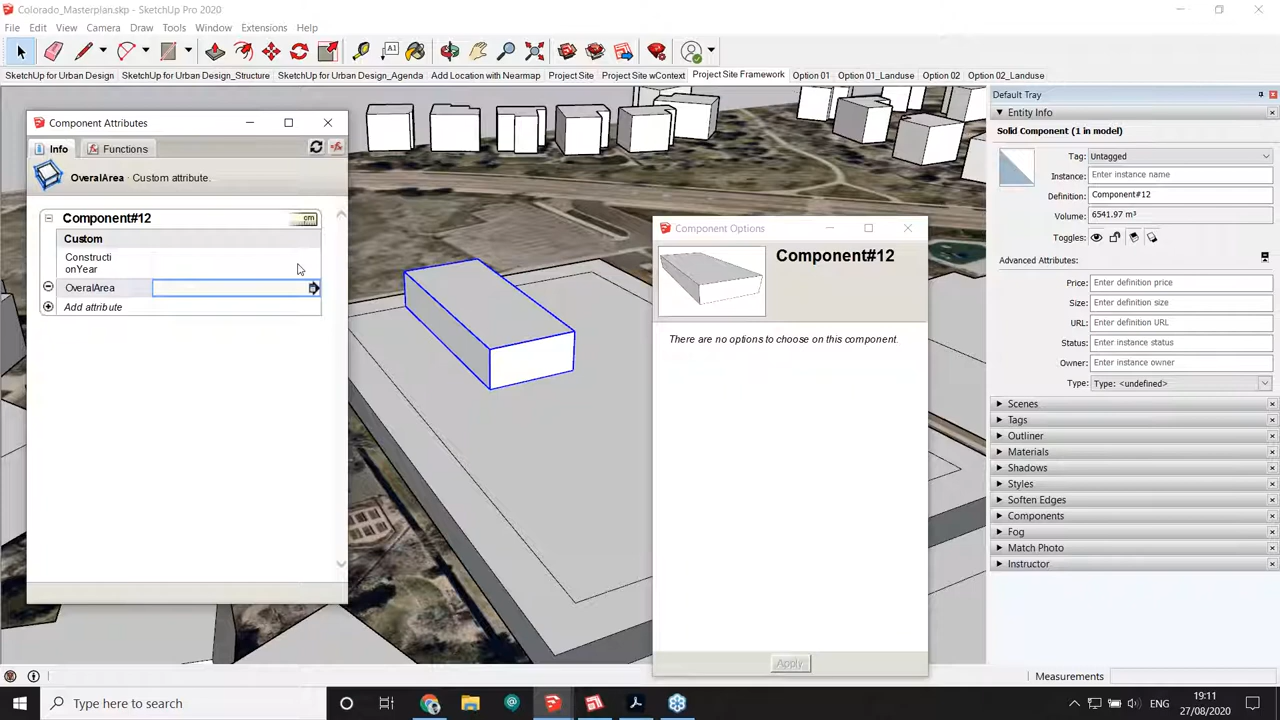 Colorado_Masterplan.skp - SketchUp Pro 2020
File Edit View Camera Draw Tools Window Extensions Help
A1
SketchUp for Urban Design SketchUp for Urban Design_Structure SketchUp for Urban Design_Agenda Add Location with Nearmap Project Site Project Site wContext Project Site Framework Option 01 Option 01_Landuse Option 02 Option 02_Landuse
Component Attributes
Info Functions
OveralArea Custom attribute.
Component#12 cm
Custom
Constructi
onYear
OveralArea
Add attribute
Component Options
Component#12
There are no options to choose on this component.
Apply
Default Tray
Entity Info
Solid Component (1 in model)
Tag: Untagged
Instance: Enter instance name
Definition: Component#12
Volume: 6541.97 m³
Toggles:
Advanced Attributes:
Price: Enter definition price
Size: Enter definition size
URL: Enter definition URL
Status: Enter instance status
Owner: Enter instance owner
Type: Type: <undefined>
Scenes
Tags
Outliner
Materials
Shadows
Styles
Soften Edges
Components
Fog
Match Photo
Instructor
Measurements
Type here to search
ENG
19:11
27/08/2020